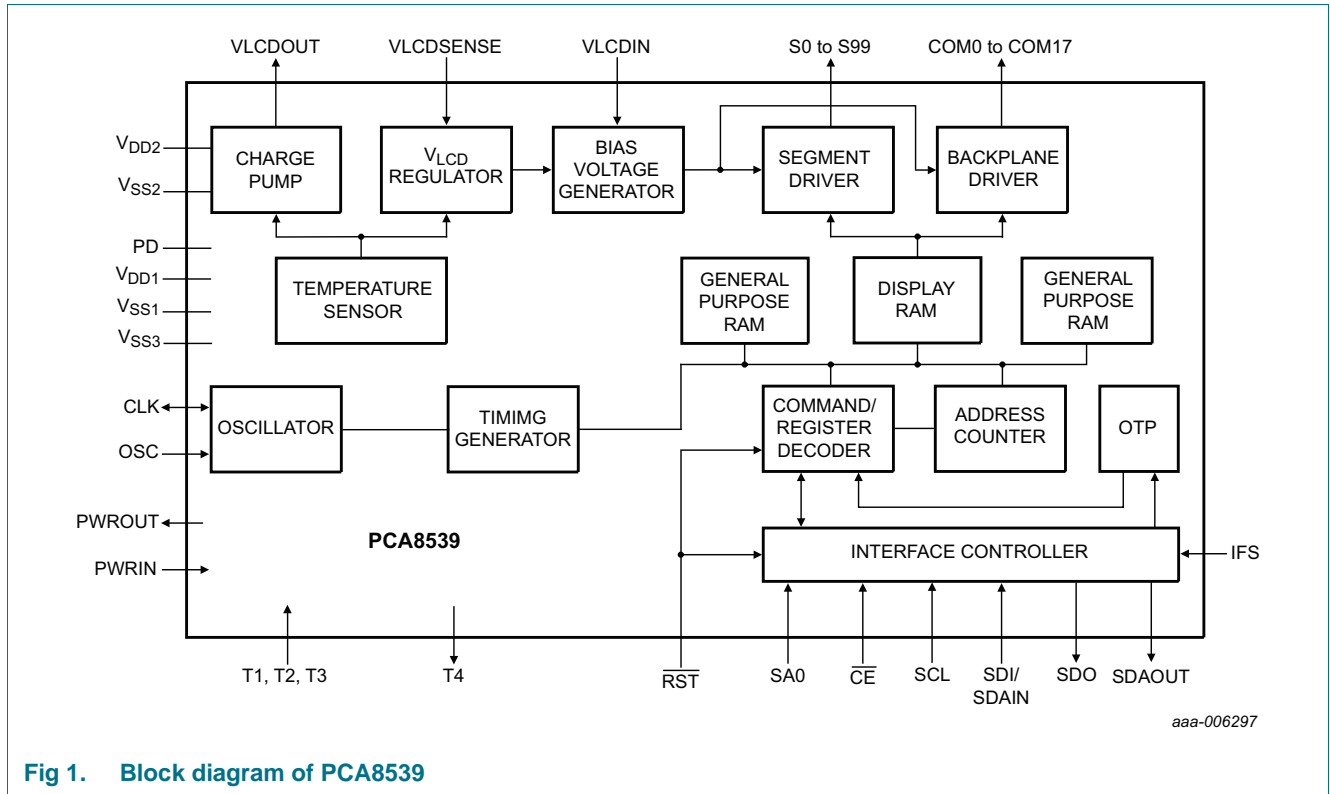 VLCDOUT VLCDSENSE VLCDIN S0 to S99 COM0 to COM17
VDD2
VSS2
PD
VDD1
VSS1
VSS3
CLK
OSC
PWROUT
PWRIN
CHARGE
PUMP
VLCD
REGULATOR
BIAS
VOLTAGE
GENERATOR
SEGMENT
DRIVER
BACKPLANE
DRIVER
TEMPERATURE
SENSOR
GENERAL
PURPOSE
RAM
DISPLAY
RAM
GENERAL
PURPOSE
RAM
OSCILLATOR
TIMIMG
GENERATOR
COMMAND/
REGISTER
DECODER
ADDRESS
COUNTER
OTP
PCA8539
INTERFACE CONTROLLER
IFS
T1, T2, T3
T4
RST
SA0
CE
SCL
SDI/
SDAIN
SDO
SDAOUT
aaa-006297
Fig 1. Block diagram of PCA8539